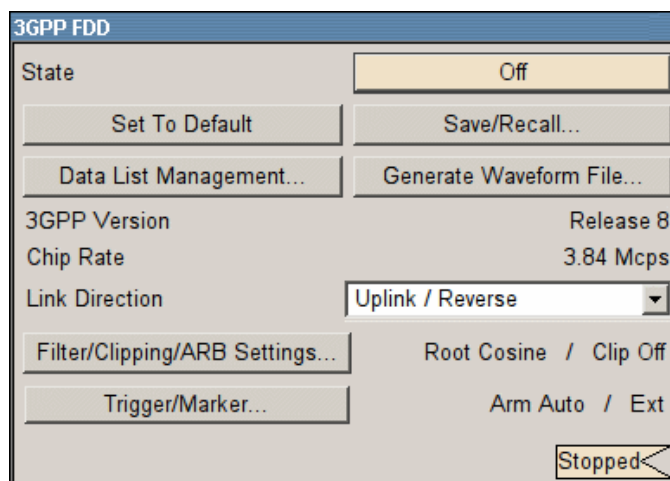 3GPP FDD
State Off
Set To Default Save/Recall...
Data List Management... Generate Waveform File...
3GPP Version Release 8
Chip Rate 3.84 Mcps
Link Direction Uplink / Reverse
Filter/Clipping/ARB Settings... Root Cosine / Clip Off
Trigger/Marker... Arm Auto / Ext
Stopped